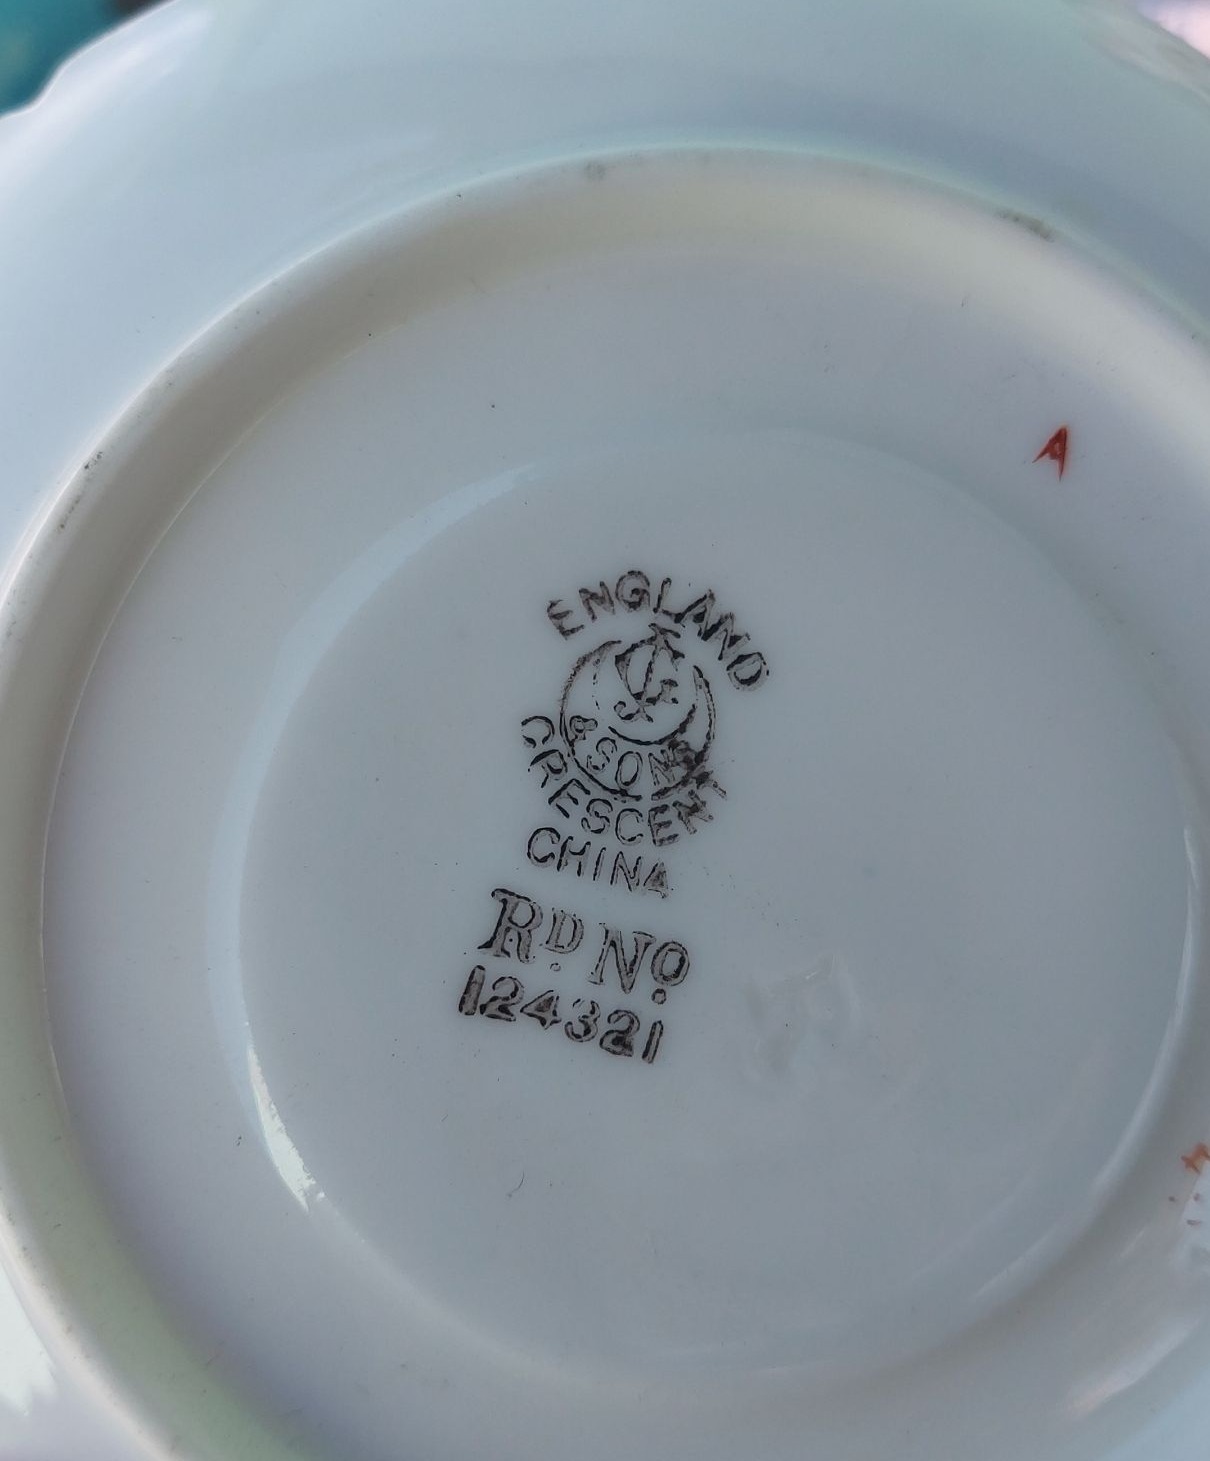 A
ENGLAND
& SONS
CRESCENT
CHINA
RD. NO.
124321